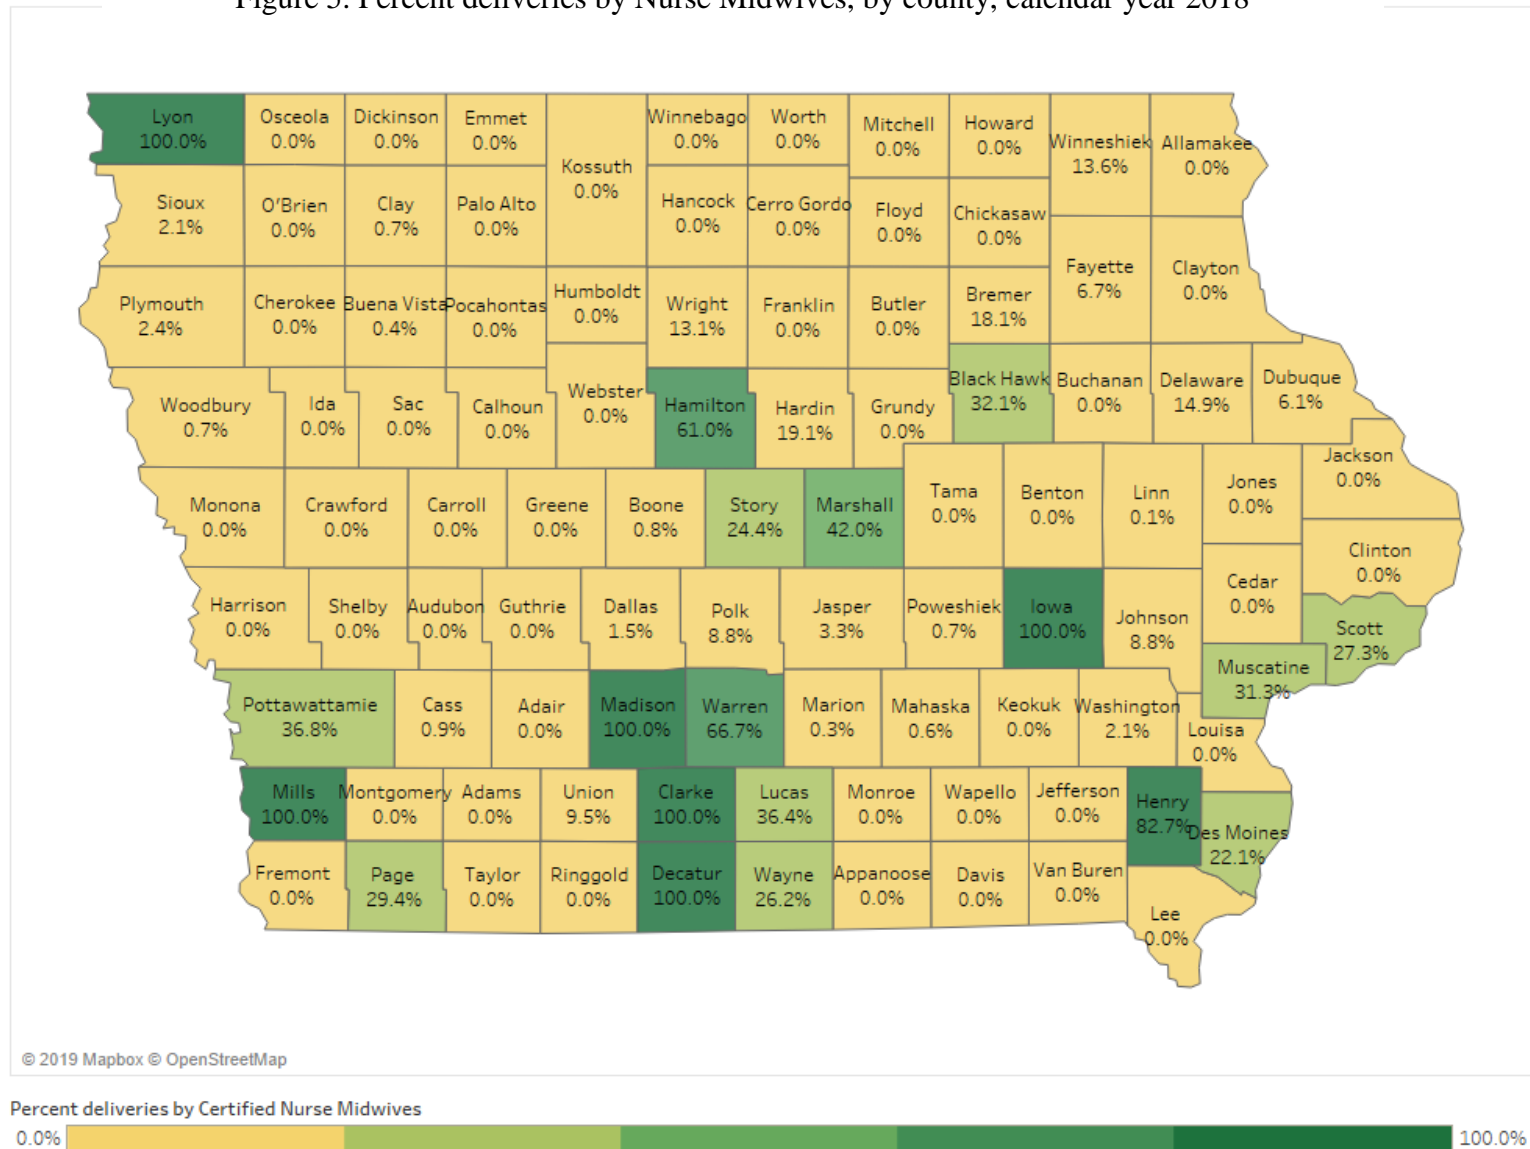 Figure 5. Percent deliveries by Nurse Midwives, by county, calendar year 2018
Lyon
100.0%
Osceola
0.0%
Dickinson
0.0%
Emmet
0.0%
Kossuth
0.0%
Winnebago
0.0%
Worth
0.0%
Mitchell
0.0%
Howard
0.0%
Winneshiek
13.6%
Allamakee
0.0%
Sioux
2.1%
O'Brien
0.0%
Clay
0.7%
Palo Alto
0.0%
Hancock
0.0%
Cerro Gordo
0.0%
Floyd
0.0%
Chickasaw
0.0%
Fayette
6.7%
Clayton
0.0%
Plymouth
2.4%
Cherokee
0.0%
Buena Vista
0.4%
Pocahontas
0.0%
Humboldt
0.0%
Wright
13.1%
Franklin
0.0%
Butler
0.0%
Bremer
18.1%
Woodbury
0.7%
Ida
0.0%
Sac
0.0%
Calhoun
0.0%
Webster
0.0%
Hamilton
61.0%
Hardin
19.1%
Grundy
0.0%
Black Hawk
32.1%
Buchanan
0.0%
Delaware
14.9%
Dubuque
6.1%
Monona
0.0%
Crawford
0.0%
Carroll
0.0%
Greene
0.0%
Boone
0.8%
Story
24.4%
Marshall
42.0%
Tama
0.0%
Benton
0.0%
Linn
0.1%
Jones
0.0%
Jackson
0.0%
Clinton
0.0%
Harrison
0.0%
Shelby
0.0%
Audubon
0.0%
Guthrie
0.0%
Dallas
1.5%
Polk
8.8%
Jasper
3.3%
Poweshiek
0.7%
Iowa
100.0%
Johnson
8.8%
Cedar
0.0%
Scott
27.3%
Muscatine
31.3%
Pottawattamie
36.8%
Cass
0.9%
Adair
0.0%
Madison
100.0%
Warren
66.7%
Marion
0.3%
Mahaska
0.6%
Keokuk
0.0%
Washington
2.1%
Louisa
0.0%
Mills
100.0%
Montgomery
0.0%
Adams
0.0%
Union
9.5%
Clarke
100.0%
Lucas
36.4%
Monroe
0.0%
Wapello
0.0%
Jefferson
0.0%
Henry
82.7%
Des Moines
22.1%
Fremont
0.0%
Page
29.4%
Taylor
0.0%
Ringgold
0.0%
Decatur
100.0%
Wayne
26.2%
Appanoose
0.0%
Davis
0.0%
Van Buren
0.0%
Lee
0.0%
© 2019 Mapbox © OpenStreetMap
Percent deliveries by Certified Nurse Midwives
0.0%
100.0%